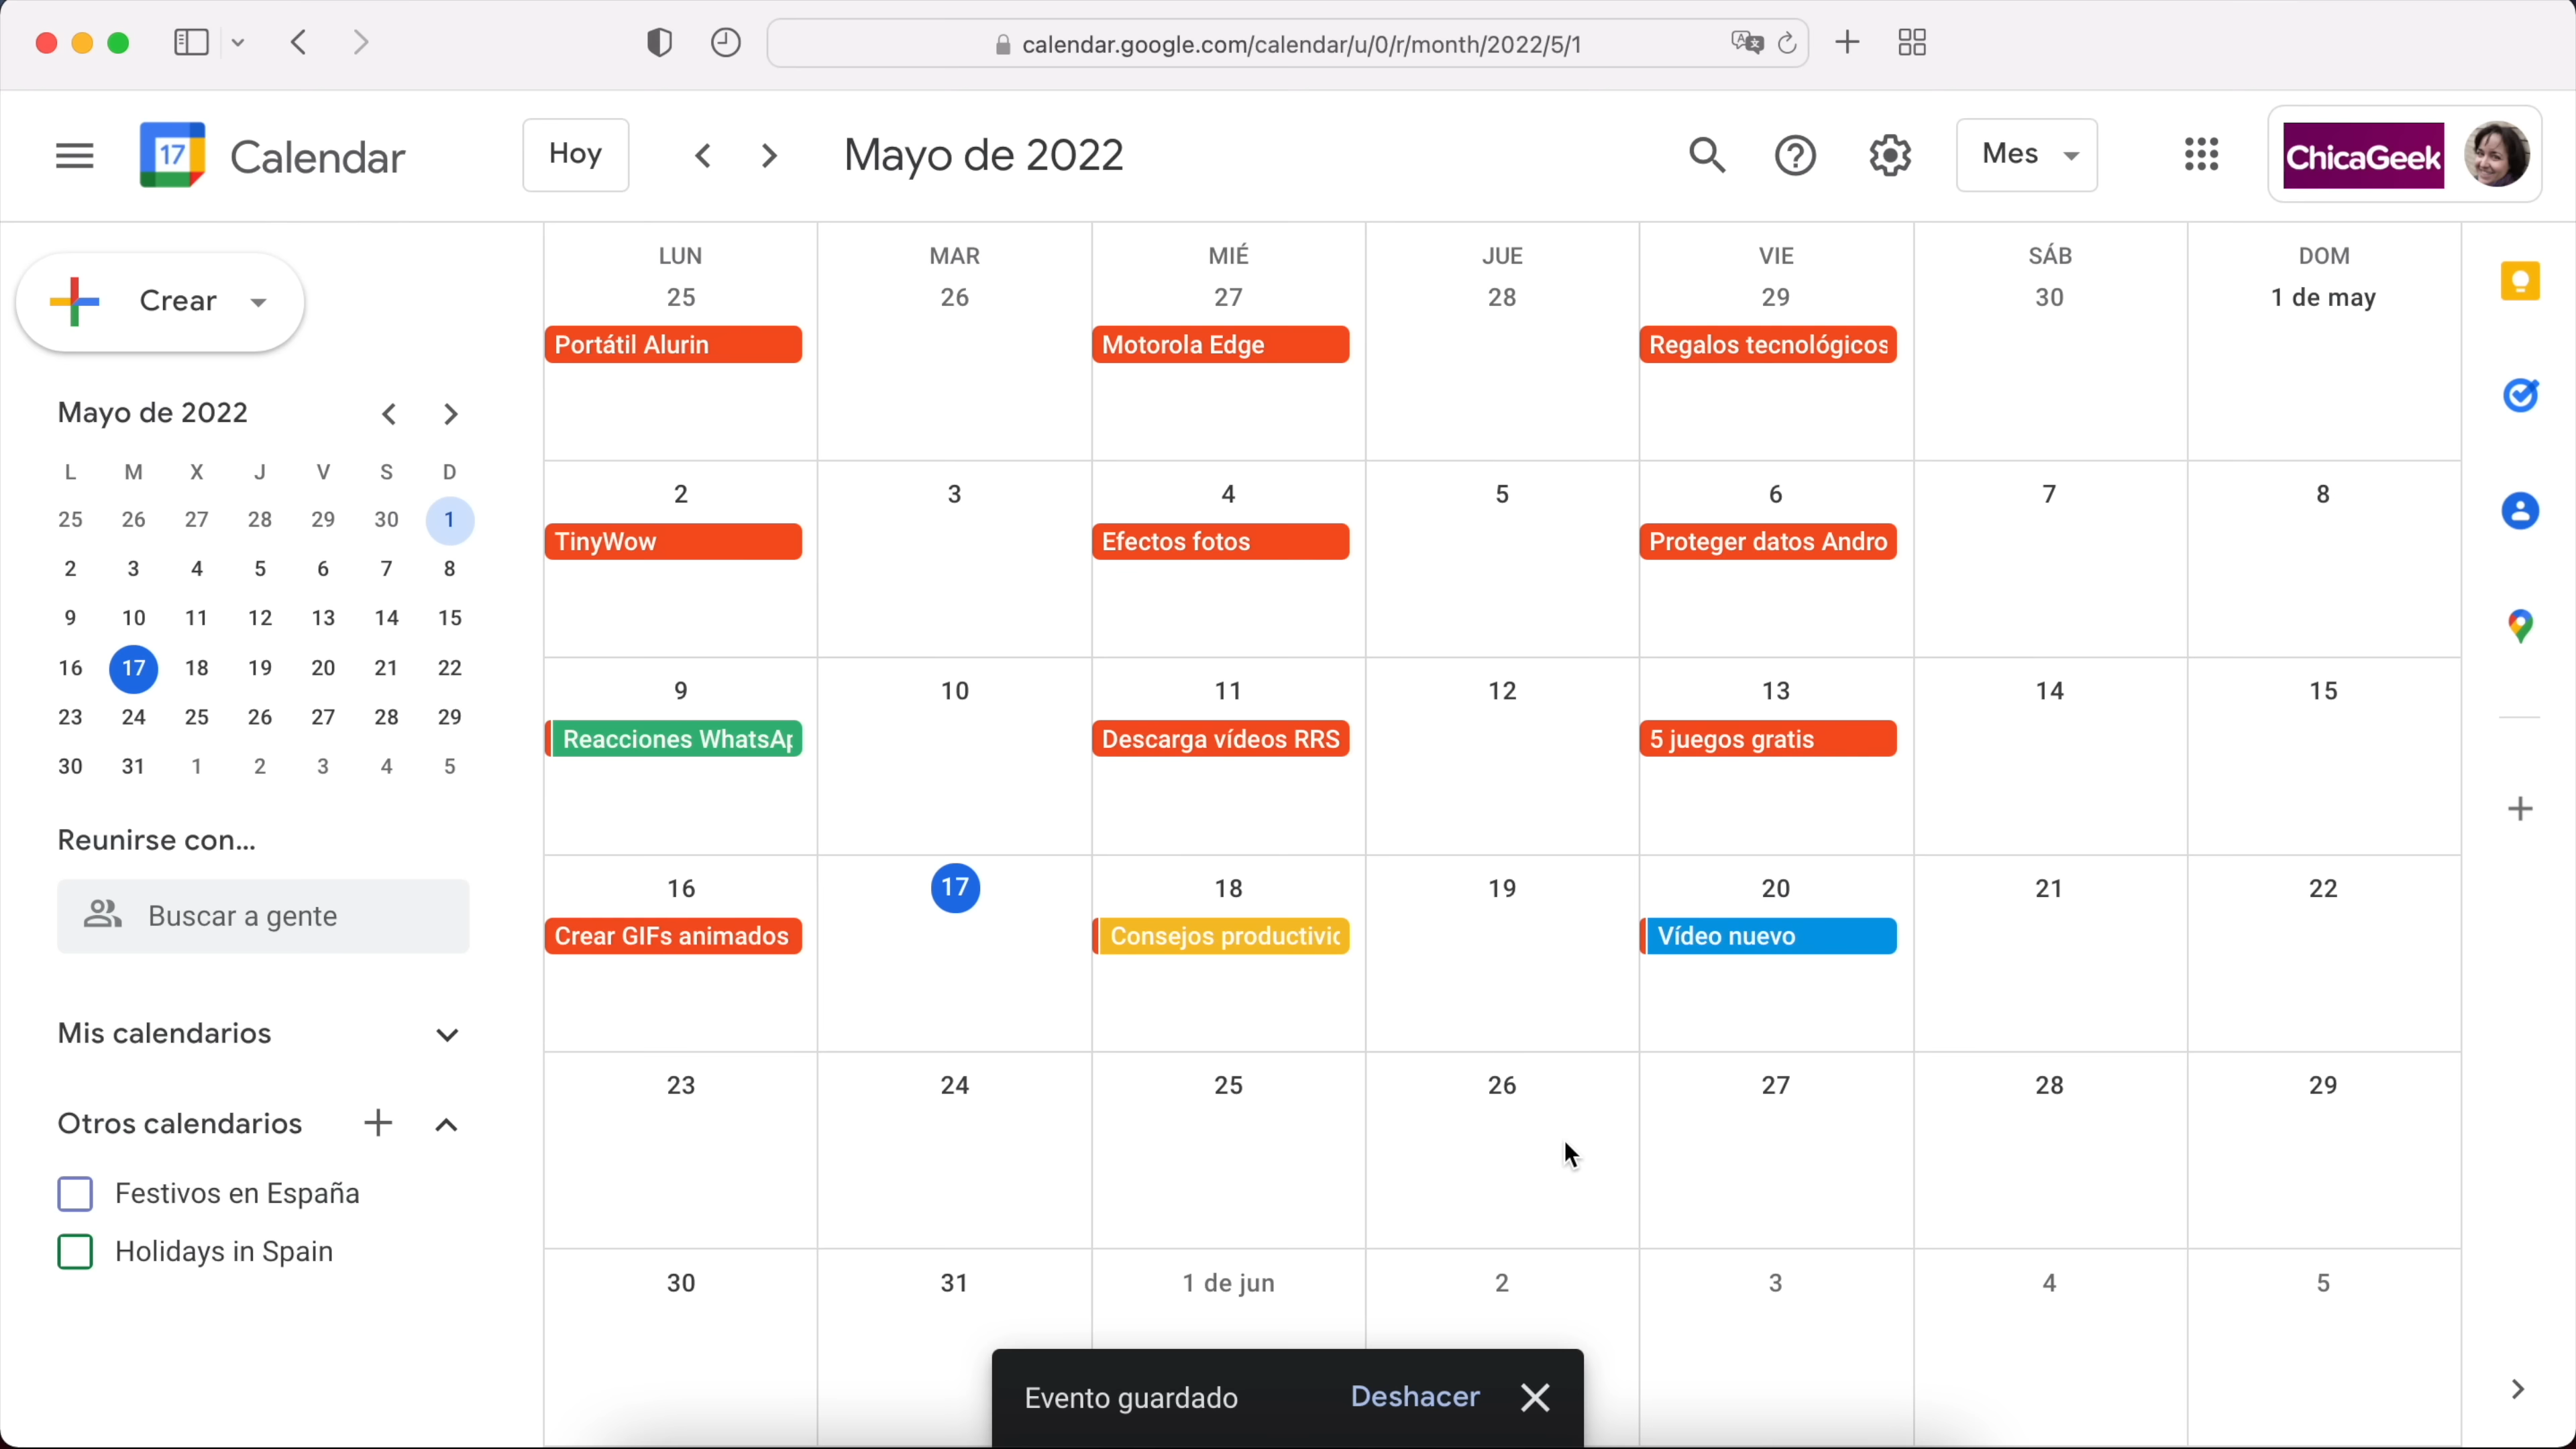 calendar.google.com/calendar/u/0/r/month/2022/5/1
17 Calendar Hoy Mayo de 2022 Mes ChicaGeek
Crear
Mayo de 2022
L M X J V S D
25 26 27 28 29 30 1
2 3 4 5 6 7 8
9 10 11 12 13 14 15
16 17 18 19 20 21 22
23 24 25 26 27 28 29
30 31 1 2 3 4 5
Reunirse con...
Buscar a gente
Mis calendarios
Otros calendarios
Festivos en España
Holidays in Spain
LUN MAR MIÉ JUE VIE SÁB DOM
25 26 27 28 29 30 1 de may
Portátil Alurin Motorola Edge Regalos tecnológicos
2 3 4 5 6 7 8
TinyWow Efectos fotos Proteger datos Andro
9 10 11 12 13 14 15
Reacciones WhatsAp Descarga vídeos RRS 5 juegos gratis
16 17 18 19 20 21 22
Crear GIFs animados Consejos productivic Vídeo nuevo
23 24 25 26 27 28 29
30 31 1 de jun 2 3 4 5
Evento guardado Deshacer